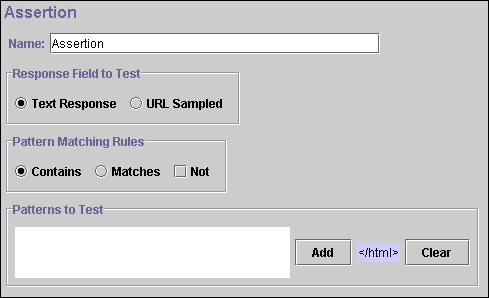 Assertion
Name: Assertion
Response Field to Test
Text Response URL Sampled
Pattern Matching Rules
Contains Matches Not
Patterns to Test
Add </html> Clear